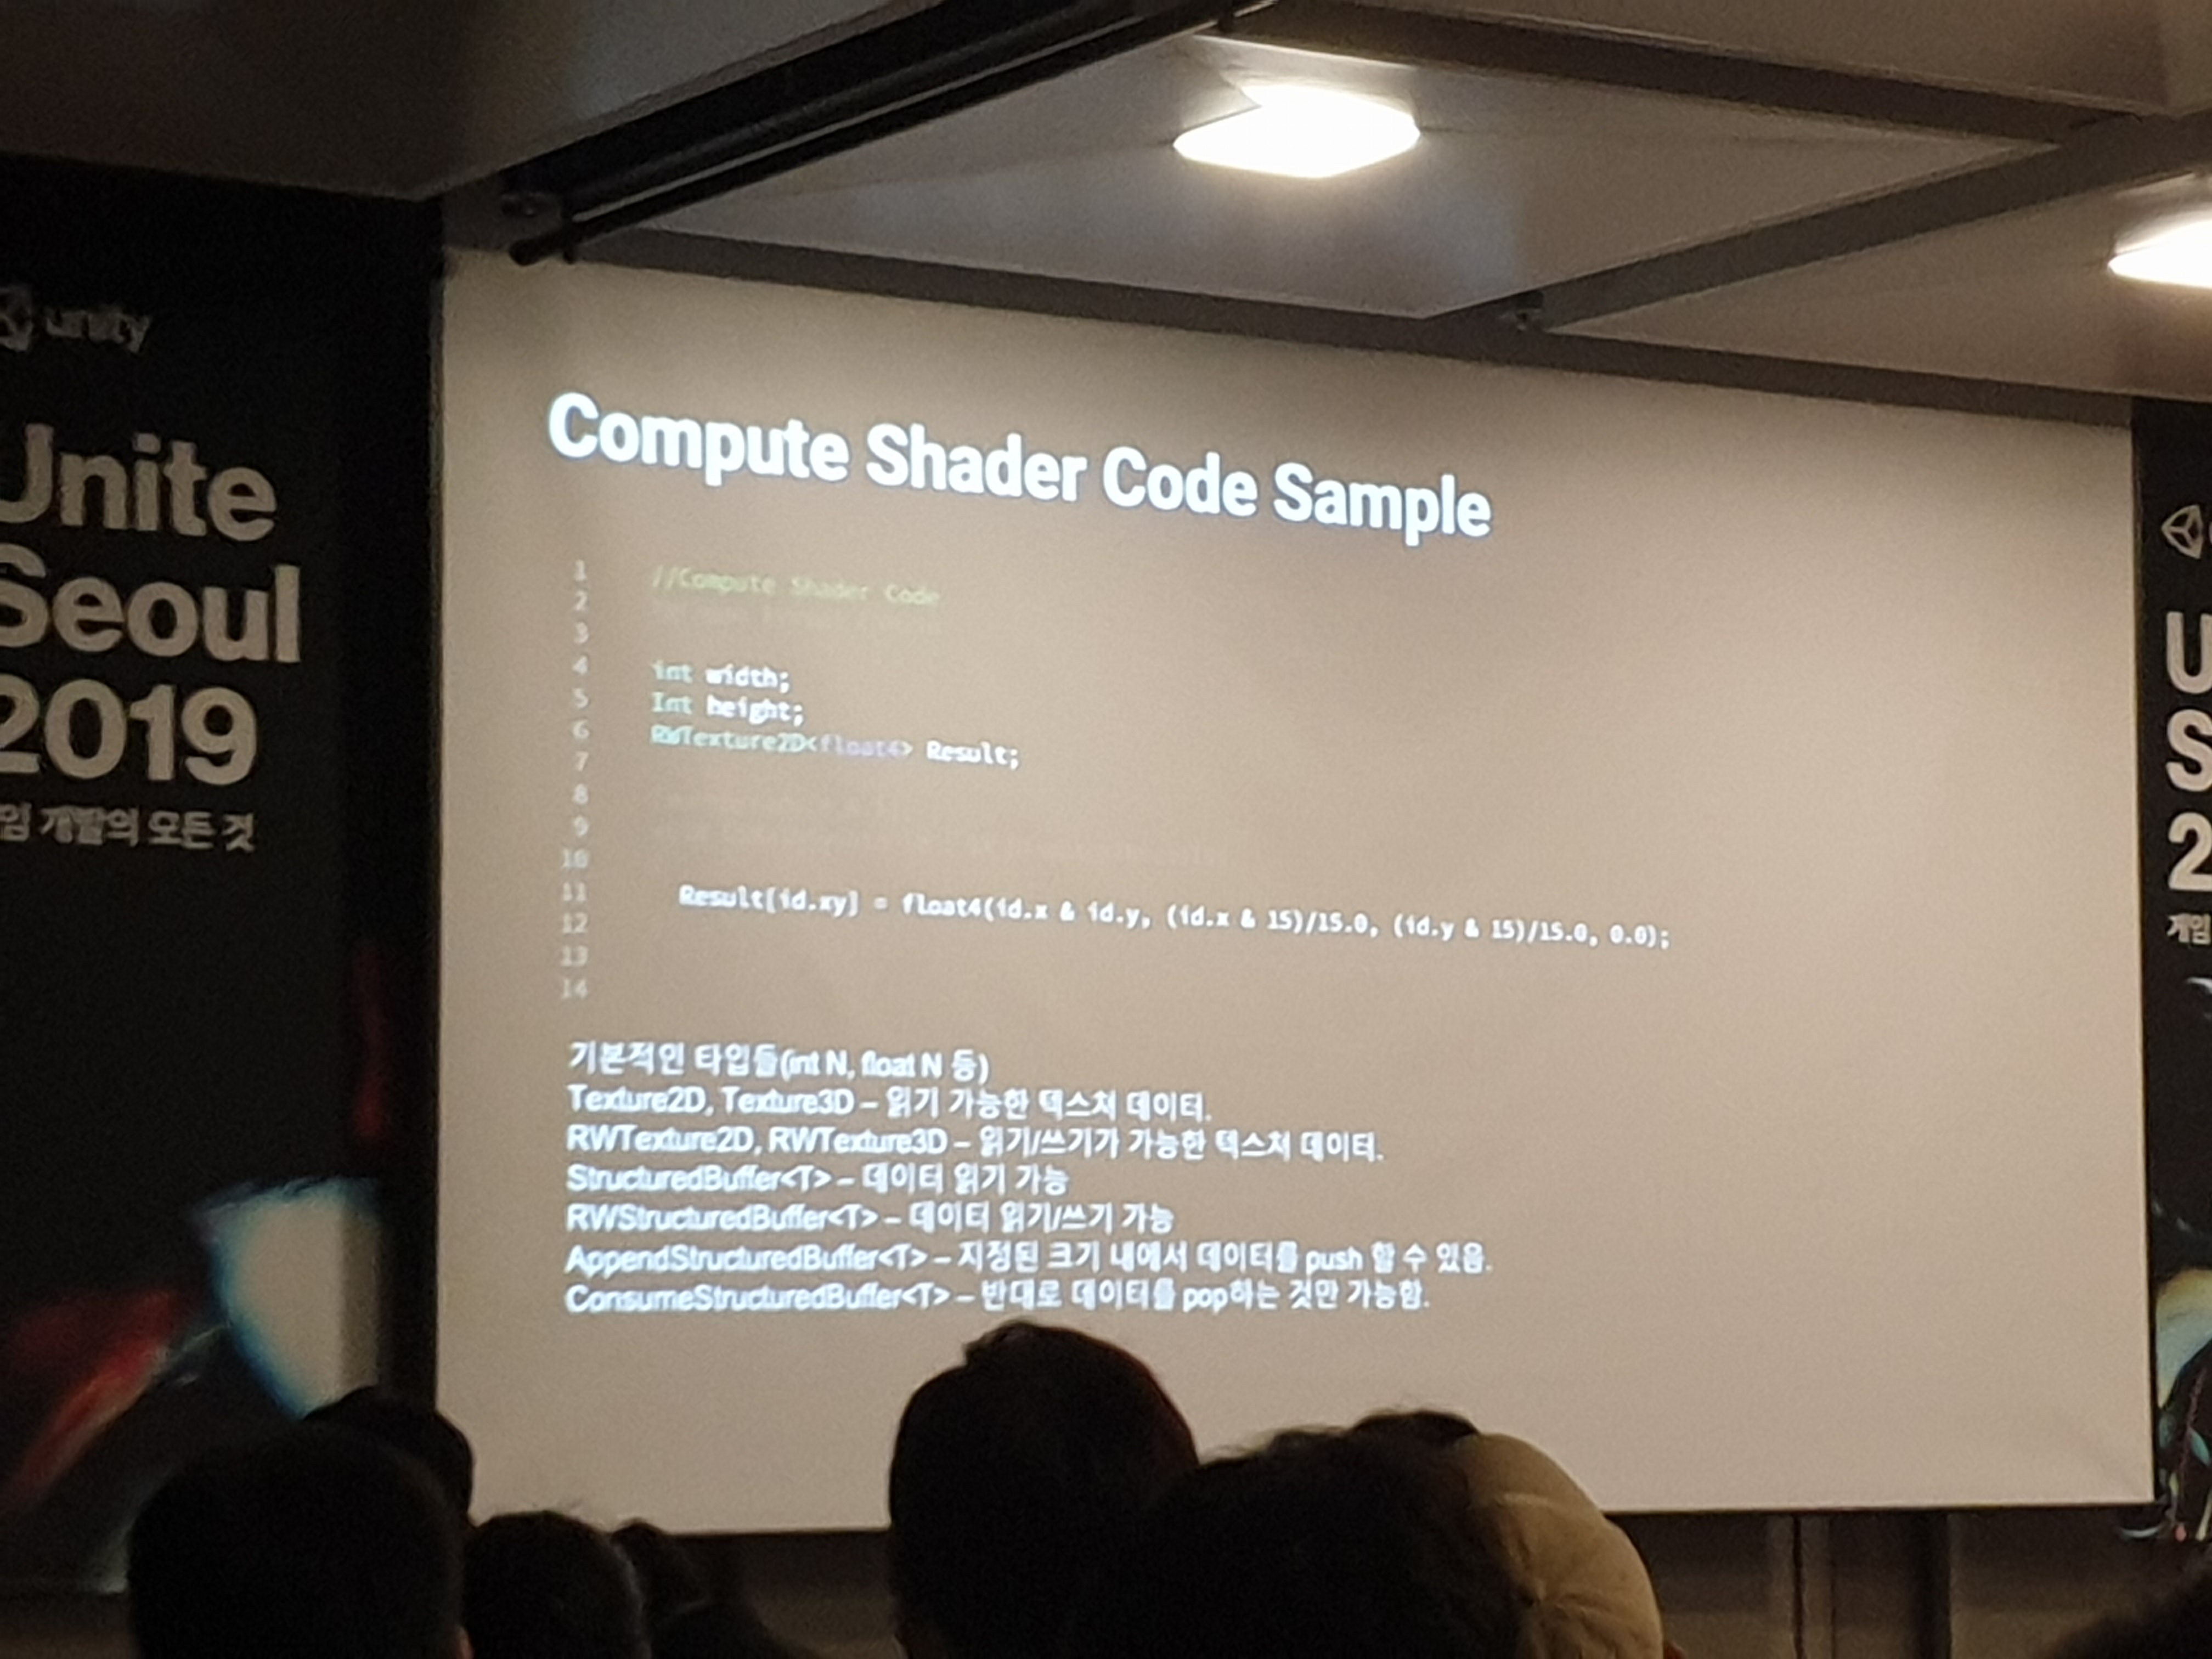 unity
Unite
Seoul
2019
임 개발의 모든 것
Compute Shader Code Sample
1 //Compute Shader Code
2
3
4 int width;
5 Int height;
6 RWTexture2D<float4> Result;
7
8
9
10
11 Result[id.xy] = float4(id.x & id.y, (id.x & 15)/15.0, (id.y & 15)/15.0, 0.0);
12
13
14
기본적인 타입들(int N, float N 등)
Texture2D, Texture3D – 읽기 가능한 텍스쳐 데이터.
RWTexture2D, RWTexture3D – 읽기/쓰기가 가능한 텍스처 데이터.
StructuredBuffer<T> – 데이터 읽기 가능
RWStructuredBuffer<T> – 데이터 읽기/쓰기 가능
AppendStructuredBuffer<T> – 지정된 크기 내에서 데이터를 push 할 수 있음.
ConsumeStructuredBuffer<T> – 반대로 데이터를 pop하는 것만 가능함.
U
S
2
게임